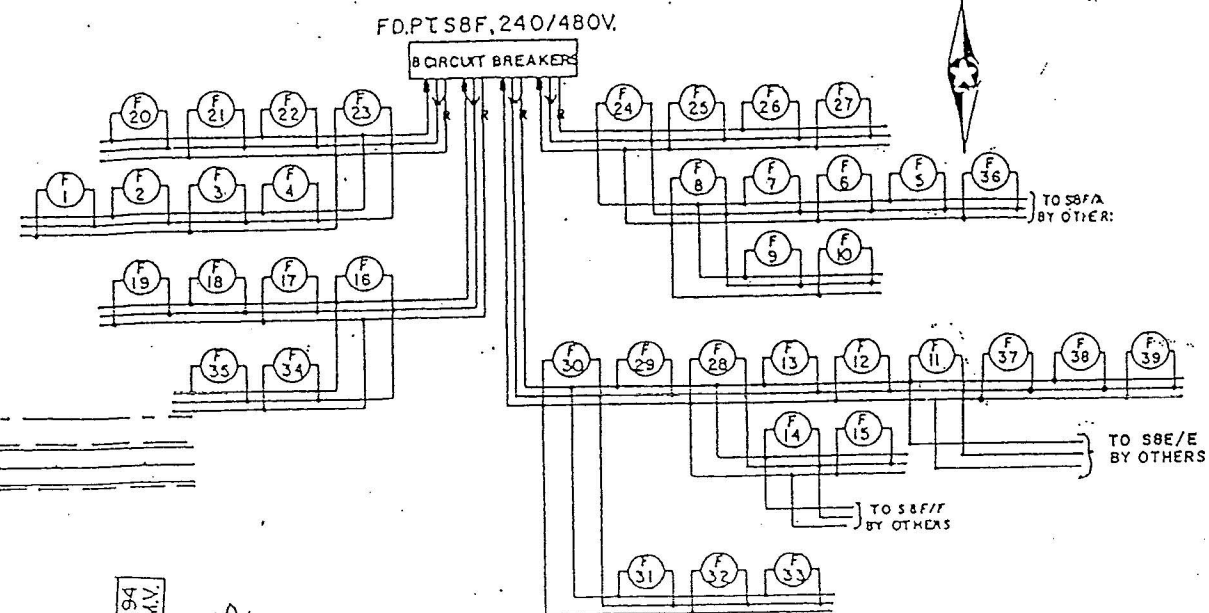 FD.PT.S8F, 240/480V.
8 CIRCUIT BREAKERS
R R R R
F 20 F 21 F 22 F 23
F 24 F 25 F 26 F 27
F 1 F 2 F 3 F 4
F 8 F 7 F 6 F 5 F 36
TO S8F/A
BY OTHER
F 9 F 10
F 19 F 18 F 17 F 16
F 35 F 34
F 30 F 29 F 28 F 13 F 12 F 11 F 37 F 38 F 39
F 14 F 15
TO S8E/E
BY OTHERS
TO S8F/F
BY OTHERS
F 31 F 32 F 33
94